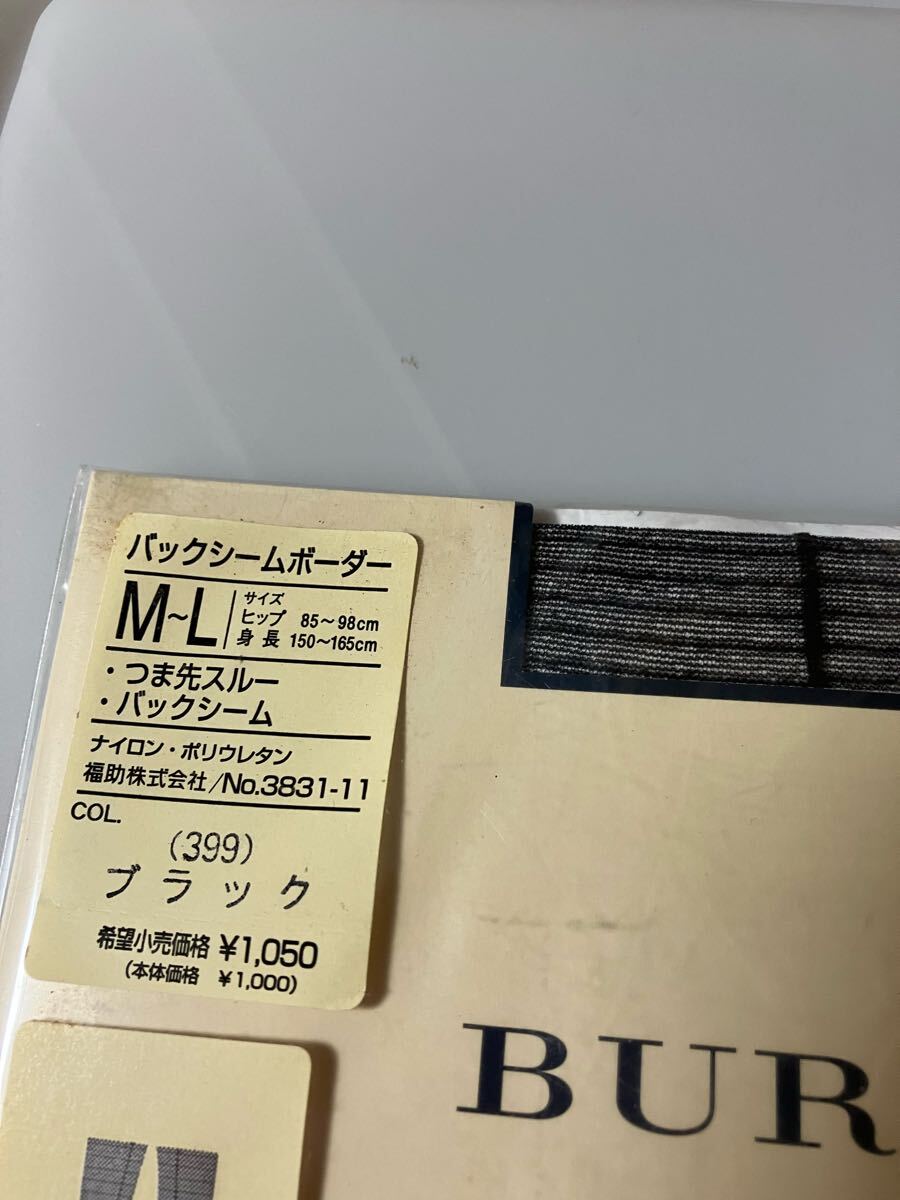 バックシームボーダー
M~L
サイズ
ヒップ 85～98cm
身長 150～165cm
・つま先スルー
・バックシーム
ナイロン・ポリウレタン
福助株式会社/No.3831-11
COL.
(399)
ブラック
希望小売価格 ¥1,050
(本体価格 ¥1,000)
BUR